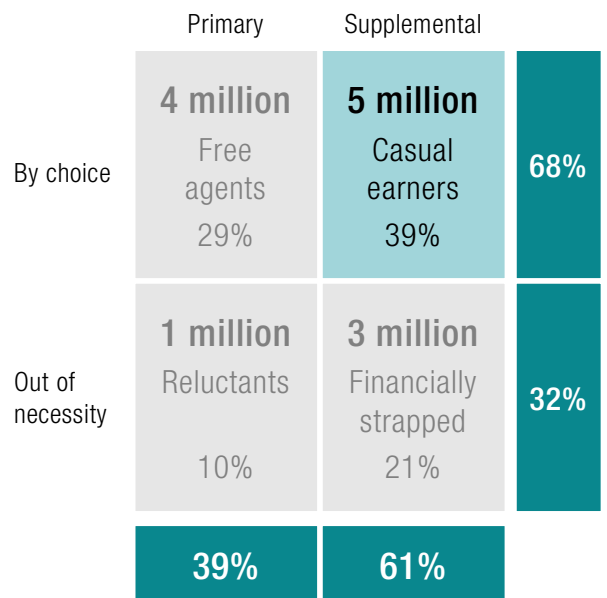 Primary
Supplemental
4 million
Free
agents
29%
5 million
Casual
earners
39%
By choice
68%
1 million
Reluctants
10%
3 million
Financially
strapped
21%
Out of
necessity
32%
39%
61%